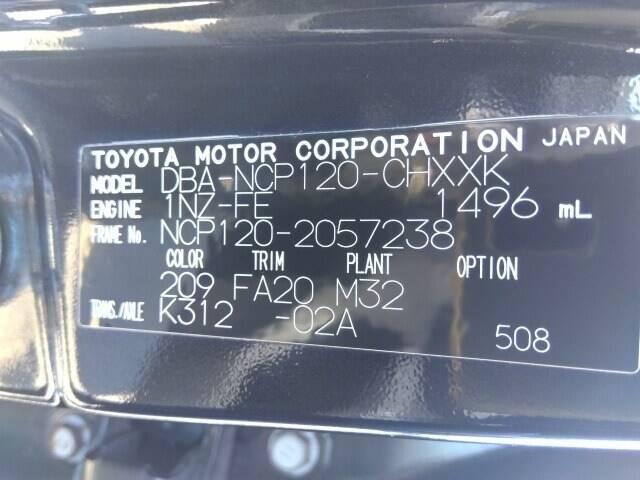 TOYOTA MOTOR CORPORATION JAPAN
MODEL DBA-NCP120-CHXXK
ENGINE 1NZ-FE 1496 mL
FRAME No. NCP120-2057238
COLOR TRIM PLANT OPTION
209 FA20 M32
TRANS./AXLE K312 -02A
508